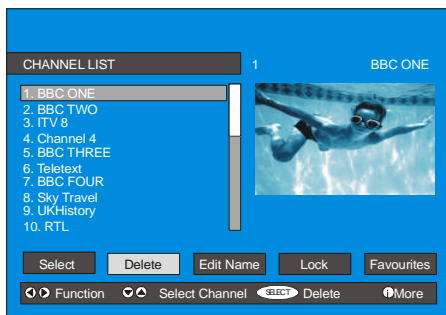 CHANNEL LIST
1 BBC ONE
1. BBC ONE
2. BBC TWO
3. ITV 8
4. Channel 4
5. BBC THREE
6. Teletext
7. BBC FOUR
8. Sky Travel
9. UKHistory
10. RTL
Select Delete Edit Name Lock Favourites
Function Select Channel SELECT Delete i More